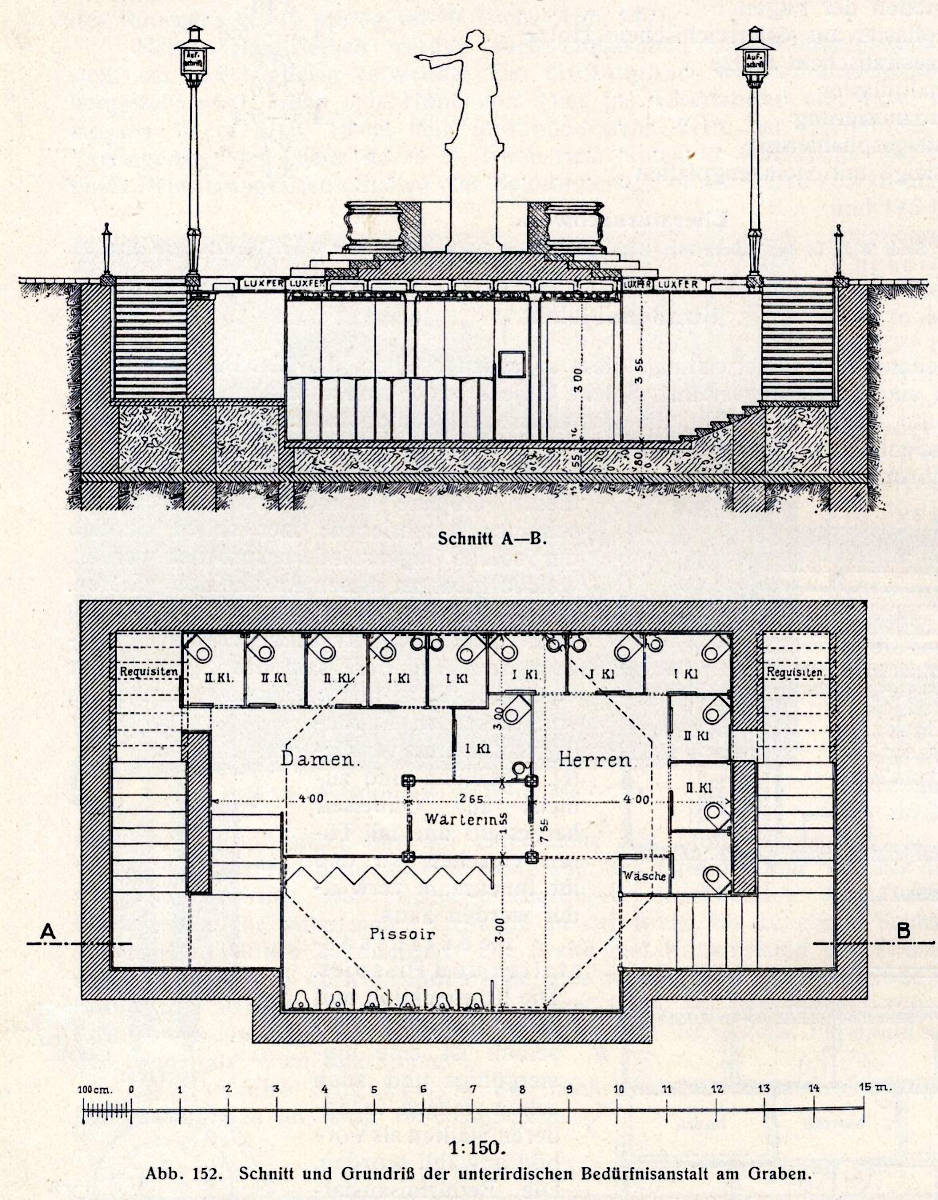 Auf-
schrift
Auf-
schrift
LUXFER LUXFER LUXFER LUXFER
3 00
3 55
16
55
80
Schnitt A—B.
Requisiten
II.Kl.
II Kl
II.Kl
I.Kl
I Kl
I Kl.
I Kl
I Kl
Requisiten
3 00
II Kl
I Kl
Damen.
Herren
II.Kl
4·00
2 65
4·00
Wärterin
1 55
7 55
Wäsche
A
Pissoir
3 00
B
100 cm. 0 1 2 3 4 5 6 7 8 9 10 11 12 13 14 15 m.
1:150.
Abb. 152. Schnitt und Grundriß der unterirdischen Bedürfnisanstalt am Graben.